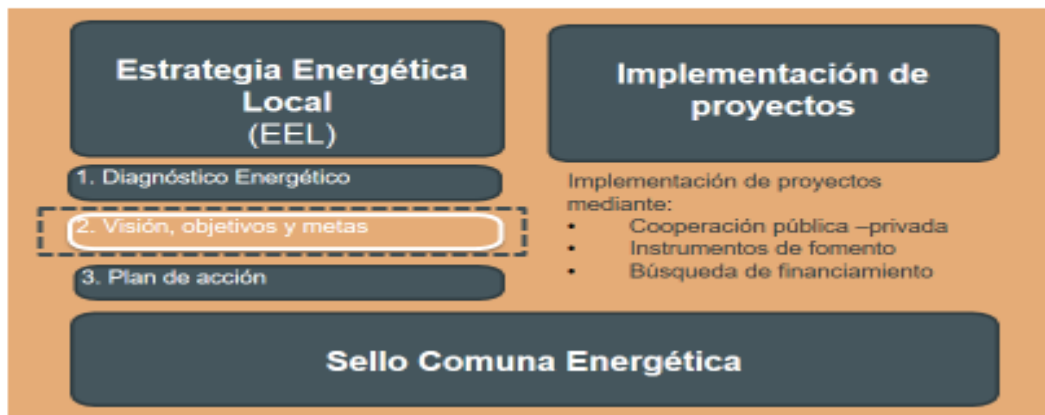 Estrategia Energética
Local
(EEL)
1. Diagnóstico Energético
2. Visión, objetivos y metas
3. Plan de acción
Implementación de
proyectos
Implementación de proyectos
mediante:
• Cooperación pública –privada
• Instrumentos de fomento
• Búsqueda de financiamiento
Sello Comuna Energética